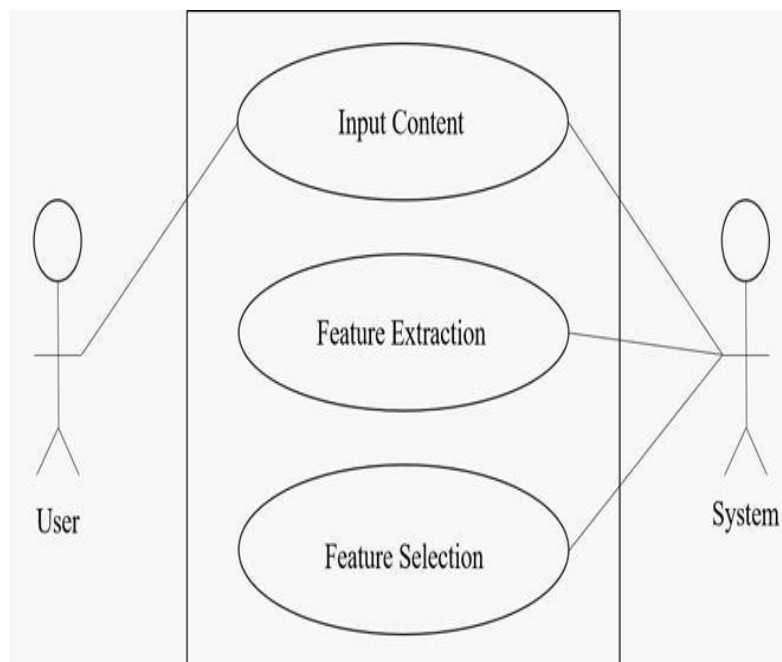 Input Content
Feature Extraction
Feature Selection
User
System